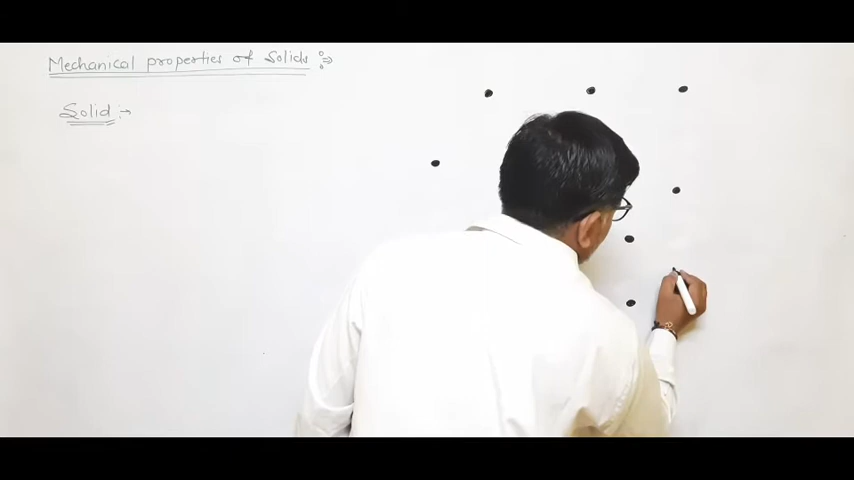 Mechanical properties of Solids :→
Solid :→